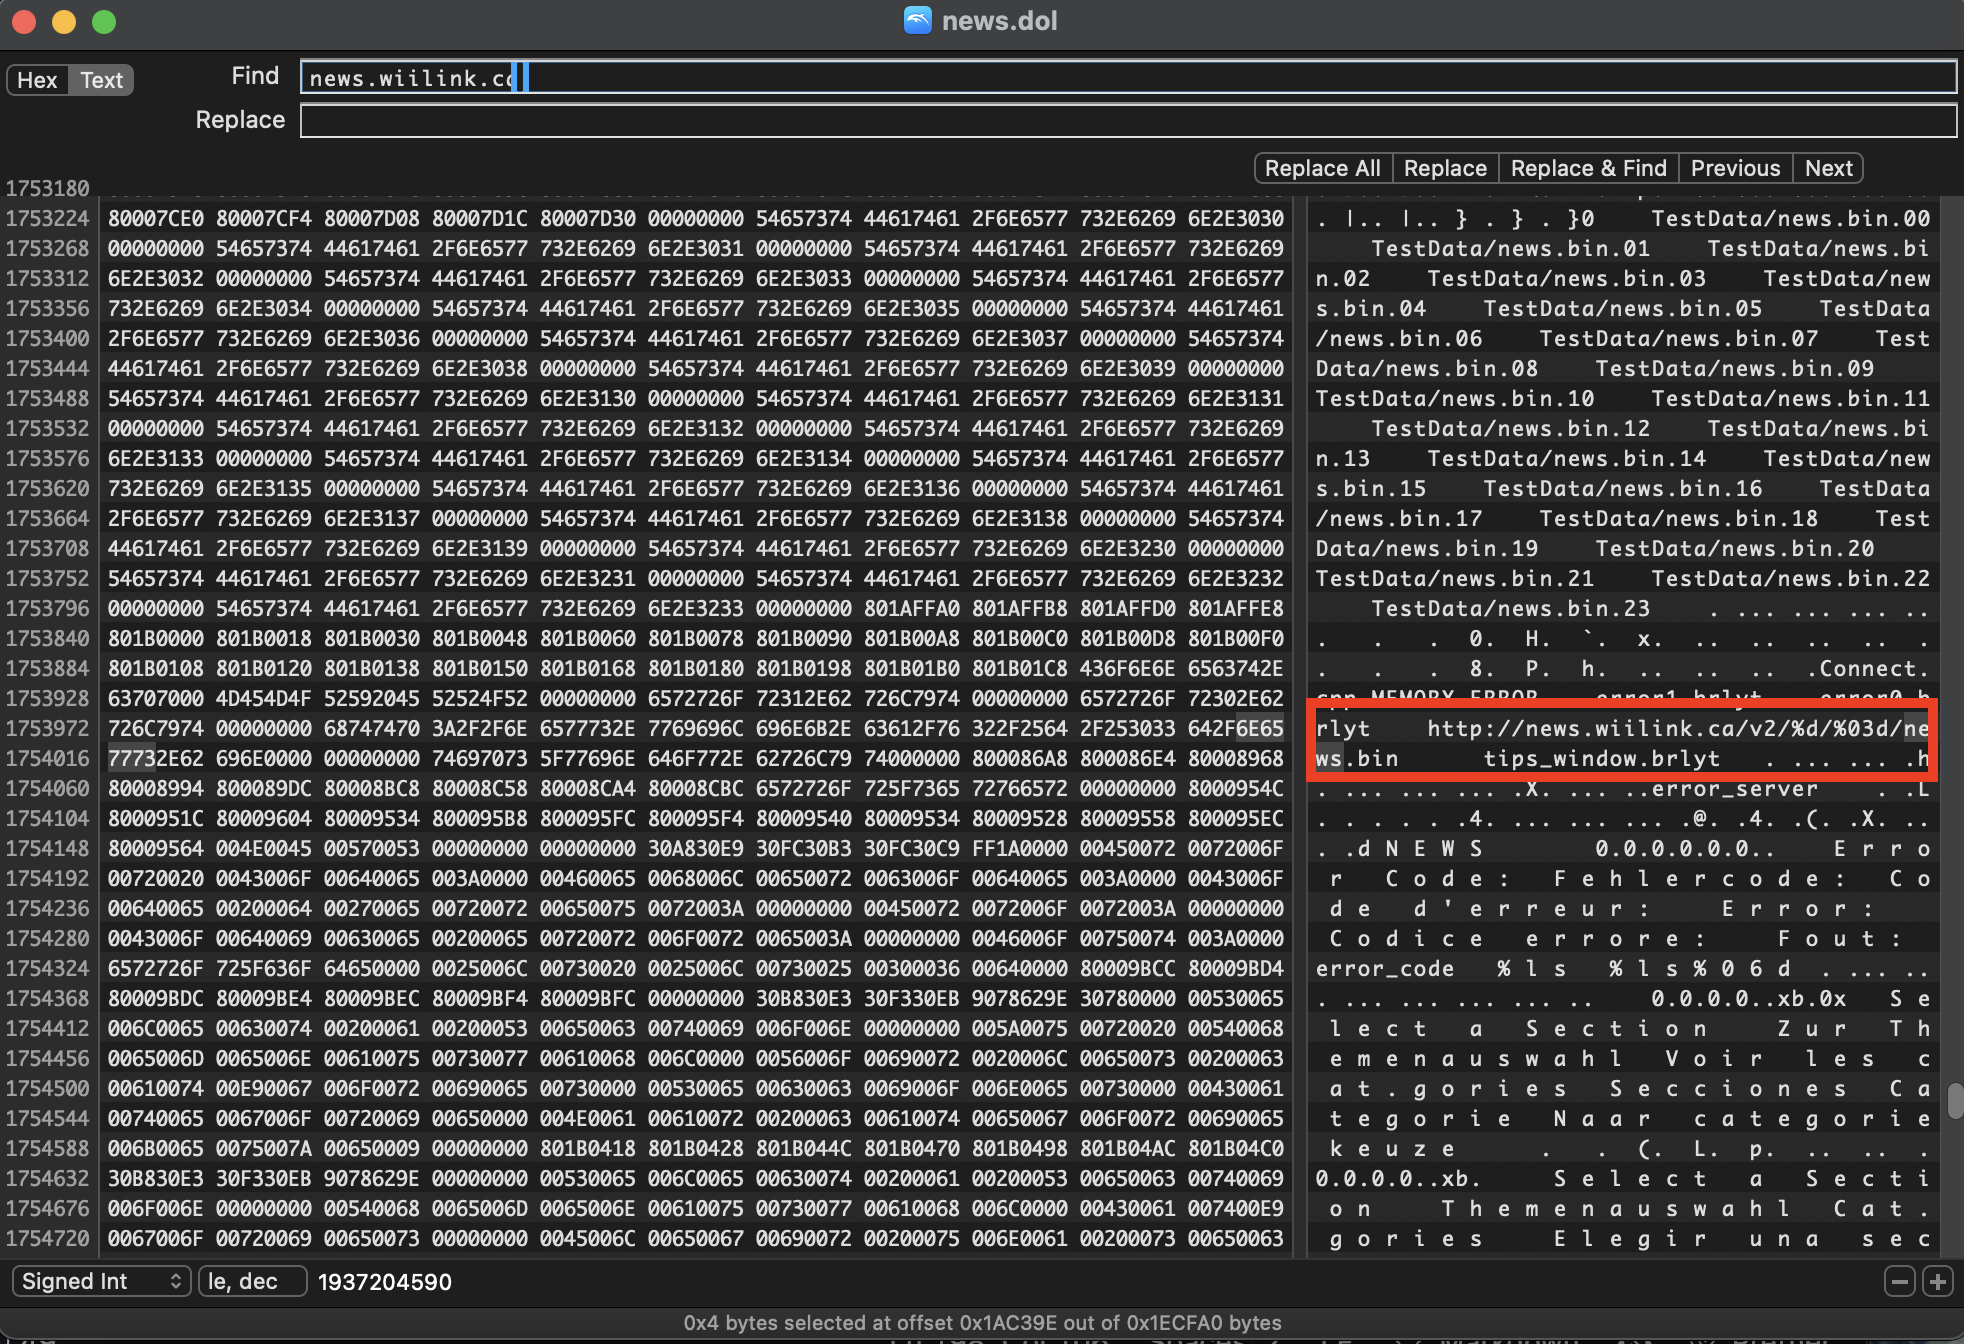 news.dol
Hex Text Find news.wiilink.ca
Replace
Replace All Replace Replace & Find Previous Next
1753180
1753224 80007CE0 80007CF4 80007D08 80007D1C 80007D30 00000000 54657374 44617461 2F6E6577 732E6269 6E2E3030 . |.. |.. } . } . }0 TestData/news.bin.00
1753268 00000000 54657374 44617461 2F6E6577 732E6269 6E2E3031 00000000 54657374 44617461 2F6E6577 732E6269 TestData/news.bin.01 TestData/news.bi
1753312 6E2E3032 00000000 54657374 44617461 2F6E6577 732E6269 6E2E3033 00000000 54657374 44617461 2F6E6577 n.02 TestData/news.bin.03 TestData/new
1753356 732E6269 6E2E3034 00000000 54657374 44617461 2F6E6577 732E6269 6E2E3035 00000000 54657374 44617461 s.bin.04 TestData/news.bin.05 TestData
1753400 2F6E6577 732E6269 6E2E3036 00000000 54657374 44617461 2F6E6577 732E6269 6E2E3037 00000000 54657374 /news.bin.06 TestData/news.bin.07 Test
1753444 44617461 2F6E6577 732E6269 6E2E3038 00000000 54657374 44617461 2F6E6577 732E6269 6E2E3039 00000000 Data/news.bin.08 TestData/news.bin.09
1753488 54657374 44617461 2F6E6577 732E6269 6E2E3130 00000000 54657374 44617461 2F6E6577 732E6269 6E2E3131 TestData/news.bin.10 TestData/news.bin.11
1753532 00000000 54657374 44617461 2F6E6577 732E6269 6E2E3132 00000000 54657374 44617461 2F6E6577 732E6269 TestData/news.bin.12 TestData/news.bi
1753576 6E2E3133 00000000 54657374 44617461 2F6E6577 732E6269 6E2E3134 00000000 54657374 44617461 2F6E6577 n.13 TestData/news.bin.14 TestData/new
1753620 732E6269 6E2E3135 00000000 54657374 44617461 2F6E6577 732E6269 6E2E3136 00000000 54657374 44617461 s.bin.15 TestData/news.bin.16 TestData
1753664 2F6E6577 732E6269 6E2E3137 00000000 54657374 44617461 2F6E6577 732E6269 6E2E3138 00000000 54657374 /news.bin.17 TestData/news.bin.18 Test
1753708 44617461 2F6E6577 732E6269 6E2E3139 00000000 54657374 44617461 2F6E6577 732E6269 6E2E3230 00000000 Data/news.bin.19 TestData/news.bin.20
1753752 54657374 44617461 2F6E6577 732E6269 6E2E3231 00000000 54657374 44617461 2F6E6577 732E6269 6E2E3232 TestData/news.bin.21 TestData/news.bin.22
1753796 00000000 54657374 44617461 2F6E6577 732E6269 6E2E3233 00000000 801AFFA0 801AFFB8 801AFFD0 801AFFE8 TestData/news.bin.23 . ... ... ... ..
1753840 801B0000 801B0018 801B0030 801B0048 801B0060 801B0078 801B0090 801B00A8 801B00C0 801B00D8 801B00F0 . . . 0. H. `. x. .. .. .. .. .
1753884 801B0108 801B0120 801B0138 801B0150 801B0168 801B0180 801B0198 801B01B0 801B01C8 436F6E6E 6563742E . . . 8. P. h. .. .. .. .Connect.
1753928 63707000 4D454D4F 52592045 52524F52 00000000 6572726F 72312E62 726C7974 00000000 6572726F 72302E62 cpp MEMORY ERROR error1.brlyt error0.b
1753972 726C7974 00000000 68747470 3A2F2F6E 6577732E 7769696C 696E6B2E 63612F76 322F2564 2F253033 642F6E65 rlyt http://news.wiilink.ca/v2/%d/%03d/ne
1754016 77732E62 696E0000 00000000 74697073 5F77696E 646F772E 62726C79 74000000 800086A8 800086E4 80008968 ws.bin tips_window.brlyt . ... ... .h
1754060 80008994 800089DC 80008BC8 80008C58 80008CA4 80008CBC 6572726F 725F7365 72766572 00000000 8000954C . ... ... ... .X. ... ..error_server . .L
1754104 8000951C 80009604 80009534 800095B8 800095FC 800095F4 80009540 80009534 80009528 80009558 800095EC . . . . . .4. ... ... ... .@. .4. .(. .X. ..
1754148 80009564 004E0045 00570053 00000000 00000000 30A830E9 30FC30B3 30FC30C9 FF1A0000 00450072 0072006F . .d N E W S 0.0.0.0.0.0.. E r r o
1754192 00720020 0043006F 00640065 003A0000 00460065 0068006C 00650072 0063006F 00640065 003A0000 0043006F r C o d e : F e h l e r c o d e : C o
1754236 00640065 00200064 00270065 00720072 00650075 0072003A 00000000 00450072 0072006F 0072003A 00000000 d e d ' e r r e u r : E r r o r :
1754280 0043006F 00640069 00630065 00200065 00720072 006F0072 0065003A 00000000 0046006F 00750074 003A0000 C o d i c e e r r o r e : F o u t :
1754324 6572726F 725F636F 64650000 0025006C 00730020 0025006C 00730025 00300036 00640000 80009BCC 80009BD4 error_code % l s % l s % 0 6 d . ... ..
1754368 80009BDC 80009BE4 80009BEC 80009BF4 80009BFC 00000000 30B830E3 30F330EB 9078629E 30780000 00530065 . ... ... ... ... .. 0.0.0.0..xb.0x S e
1754412 006C0065 00630074 00200061 00200053 00650063 00740069 006F006E 00000000 005A0075 00720020 00540068 l e c t a S e c t i o n Z u r T h
1754456 0065006D 0065006E 00610075 00730077 00610068 006C0000 0056006F 00690072 0020006C 00650073 00200063 e m e n a u s w a h l V o i r l e s c
1754500 00610074 00E90067 006F0072 00690065 00730000 00530065 00630063 0069006F 006E0065 00730000 00430061 a t . g o r i e s S e c c i o n e s C a
1754544 00740065 0067006F 00720069 00650000 004E0061 00610072 00200063 00610074 00650067 006F0072 00690065 t e g o r i e N a a r c a t e g o r i e
1754588 006B0065 0075007A 00650009 00000000 801B0418 801B0428 801B044C 801B0470 801B0498 801B04AC 801B04C0 k e u z e . . (. L. p. .. .. .
1754632 30B830E3 30F330EB 9078629E 00000000 00530065 006C0065 00630074 00200061 00200053 00650063 00740069 0.0.0.0..xb. S e l e c t a S e c t i
1754676 006F006E 00000000 00540068 0065006D 0065006E 00610075 00730077 00610068 006C0000 00430061 007400E9 o n T h e m e n a u s w a h l C a t .
1754720 0067006F 00720069 00650073 00000000 0045006C 00650067 00690072 00200075 006E0061 00200073 00650063 g o r i e s E l e g i r u n a s e c
Signed Int le, dec 1937204590
0x4 bytes selected at offset 0x1AC39E out of 0x1ECFA0 bytes